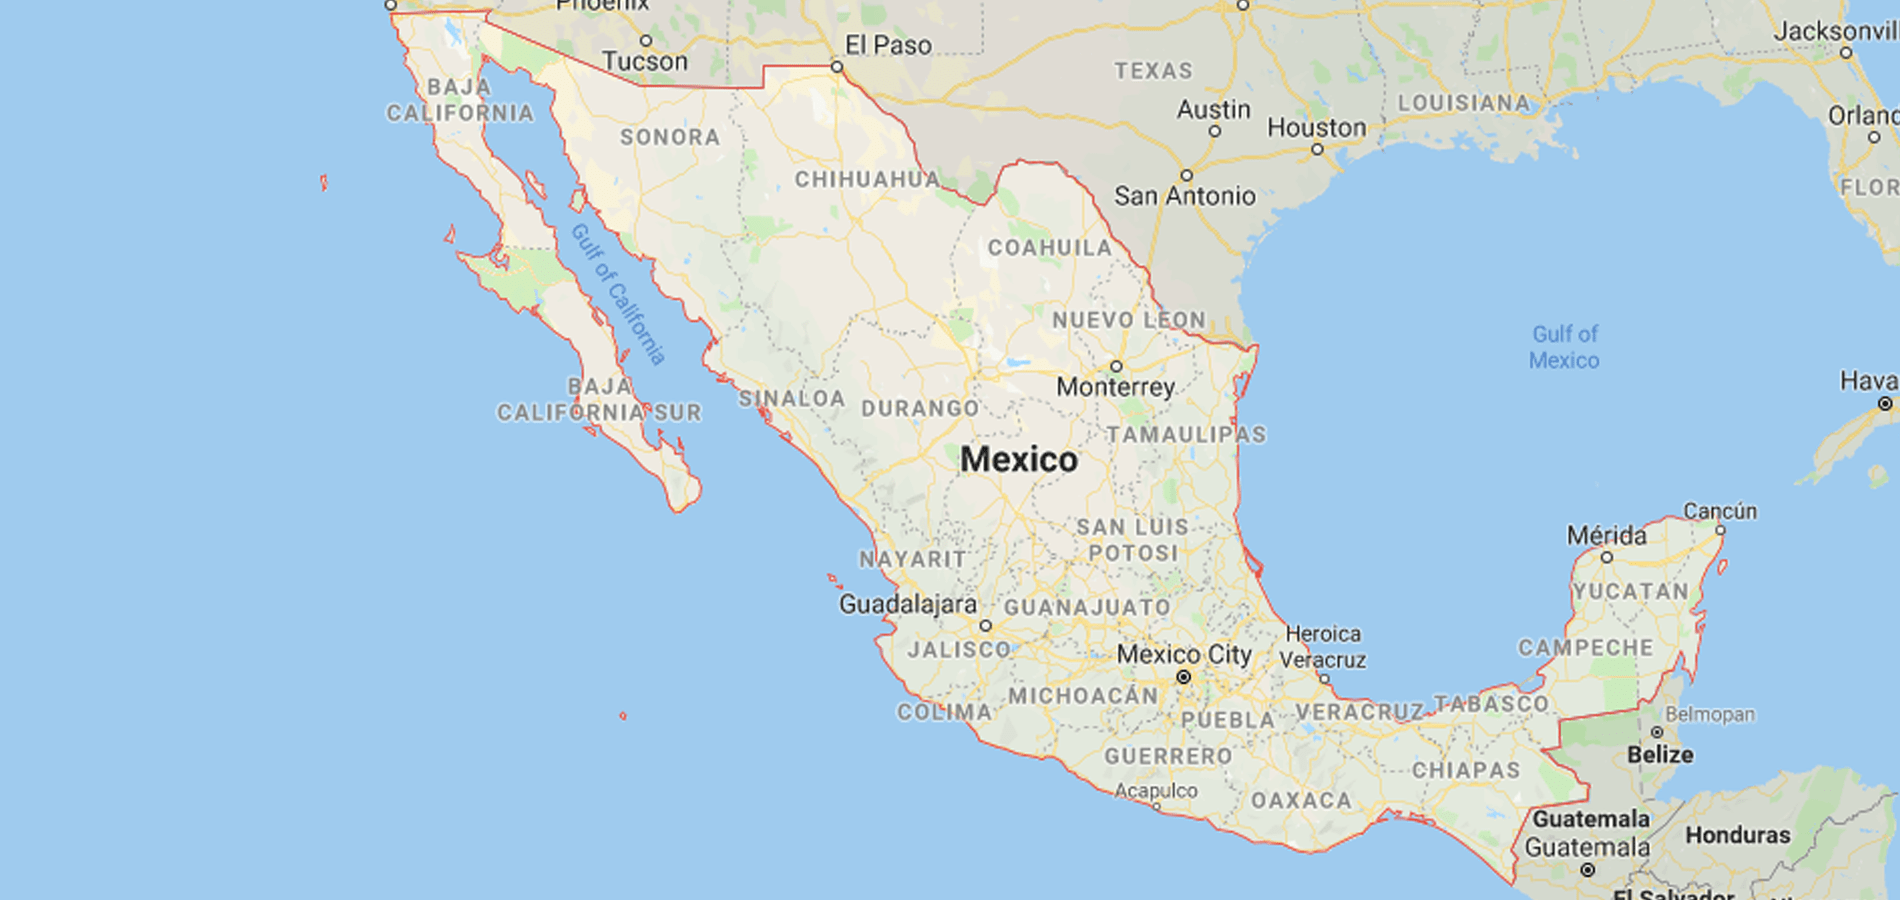 Phoenix
Tucson
El Paso
TEXAS
Austin
Houston
San Antonio
LOUISIANA
Jacksonvil
Orland
FLOR
BAJA
CALIFORNIA
SONORA
CHIHUAHUA
COAHUILA
Gulf of California
NUEVO LEON
Monterrey
Gulf of
Mexico
Hava
BAJA
CALIFORNIA SUR
SINALOA
DURANGO
TAMAULIPAS
Mexico
SAN LUIS
POTOSI
Cancún
Mérida
YUCATAN
NAYARIT
Guadalajara
GUANAJUATO
JALISCO
Mexico City
Heroica
Veracruz
CAMPECHE
MICHOACÁN
COLIMA
PUEBLA
VERACRUZ
TABASCO
Belmopan
Belize
GUERRERO
CHIAPAS
Acapulco
OAXACA
Guatemala
Guatemala
Honduras
El Salvador